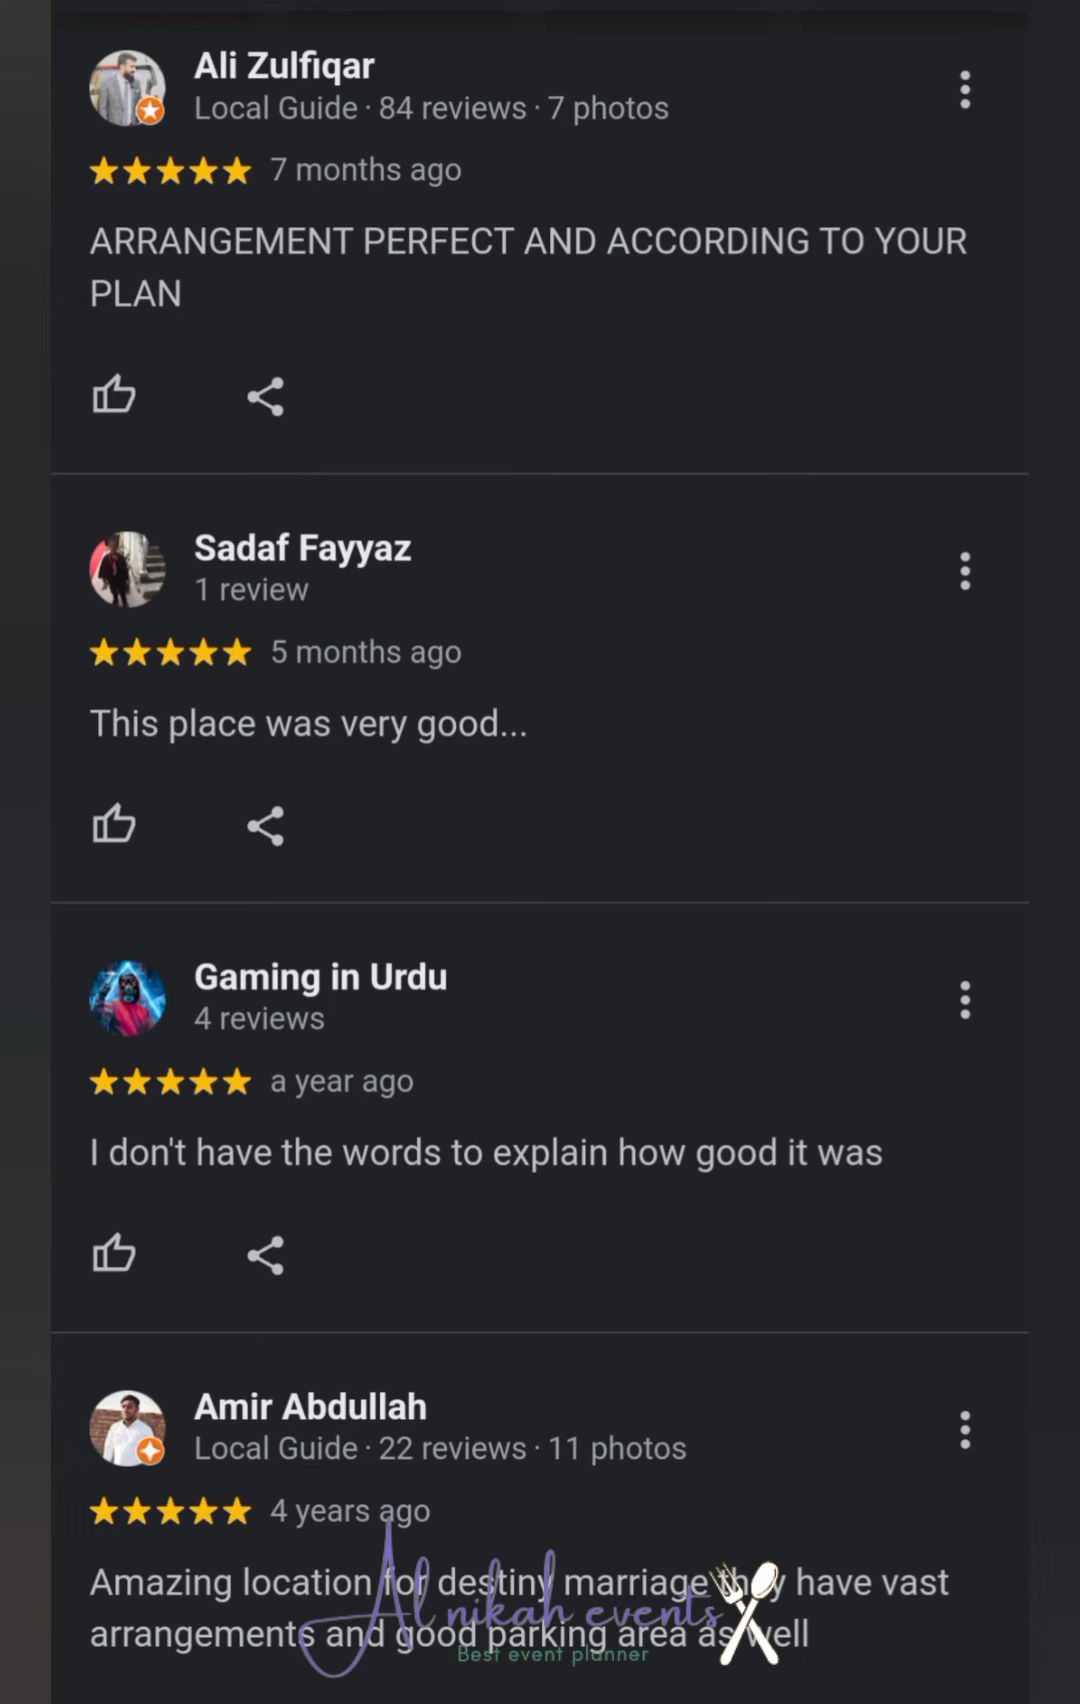 Ali Zulfiqar
Local Guide · 84 reviews · 7 photos
7 months ago
ARRANGEMENT PERFECT AND ACCORDING TO YOUR
PLAN
Sadaf Fayyaz
1 review
5 months ago
This place was very good...
Gaming in Urdu
4 reviews
a year ago
I don't have the words to explain how good it was
Amir Abdullah
Local Guide · 22 reviews · 11 photos
4 years ago
Amazing location for destiny marriage they have vast
arrangements and good parking area as well
Al nikah events
Best event planner